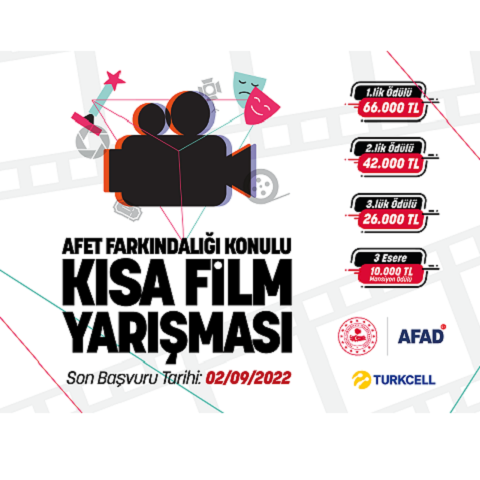 AFET FARKINDALIĞI KONULU
KISA FİLM
YARIŞMASI
Son Başvuru Tarihi: 02/09/2022
1.lik Ödülü
66.000 TL
2.lik Ödülü
42.000 TL
3.lük Ödülü
26.000 TL
3 Esere
10.000 TL
Mansiyon Ödülü
AFAD
TURKCELL